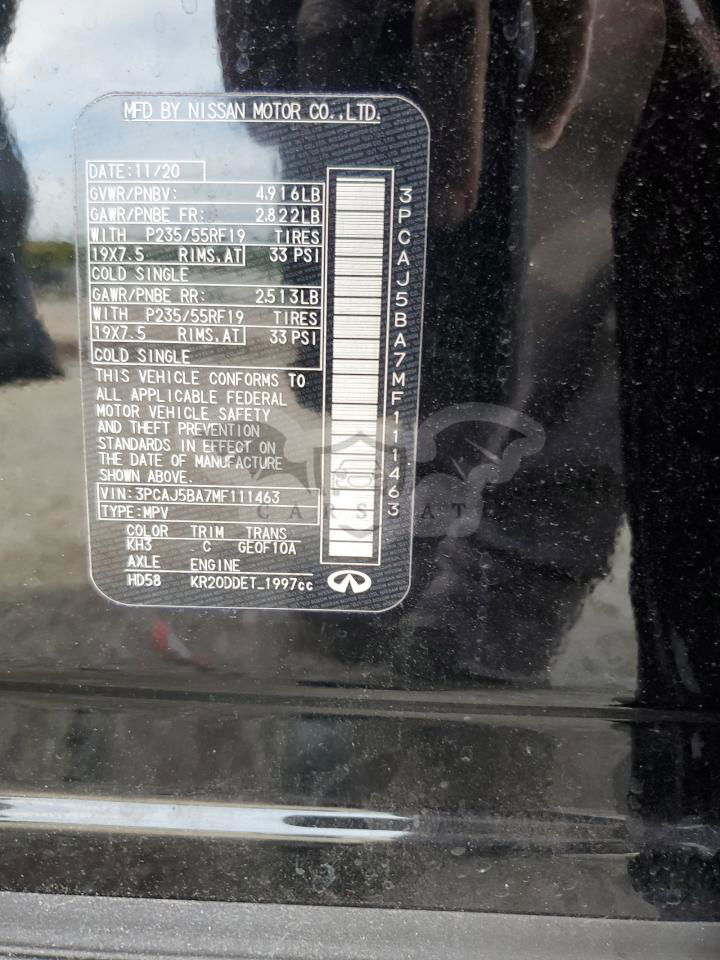 MFD BY NISSAN MOTOR CO.,LTD.
DATE:11/20
GVWR/PNBV: 4.916LB
GAWR/PNBE FR: 2.822LB
WITH P235/55RF19 TIRES
19X7.5 RIMS.AT 33 PSI
COLD SINGLE
GAWR/PNBE RR: 2.513LB
WITH P235/55RF19 TIRES
19X7.5 RIMS.AT 33 PSI
COLD SINGLE
THIS VEHICLE CONFORMS TO
ALL APPLICABLE FEDERAL
MOTOR VEHICLE SAFETY
AND THEFT PREVENTION
STANDARDS IN EFFECT ON
THE DATE OF MANUFACTURE
SHOWN ABOVE.
VIN:3PCAJ5BA7MF111463
TYPE:MPV
COLOR TRIM TRANS
KH3 C GE0F10A
AXLE ENGINE
HD58 KR20DDET_1997cc
3PCAJ5BA7MF111463